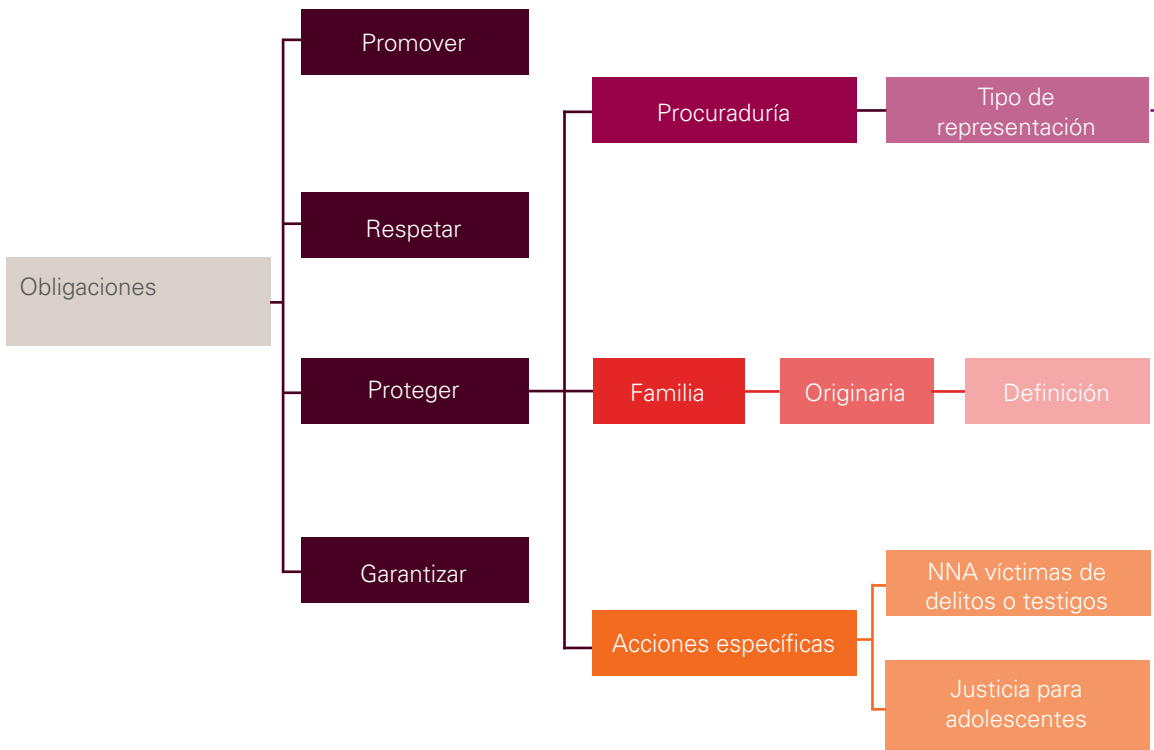 Obligaciones
Promover
Respetar
Proteger
Garantizar
Procuraduría
Tipo de
representación
Familia
Originaria
Definición
Acciones específicas
NNA víctimas de
delitos o testigos
Justicia para
adolescentes